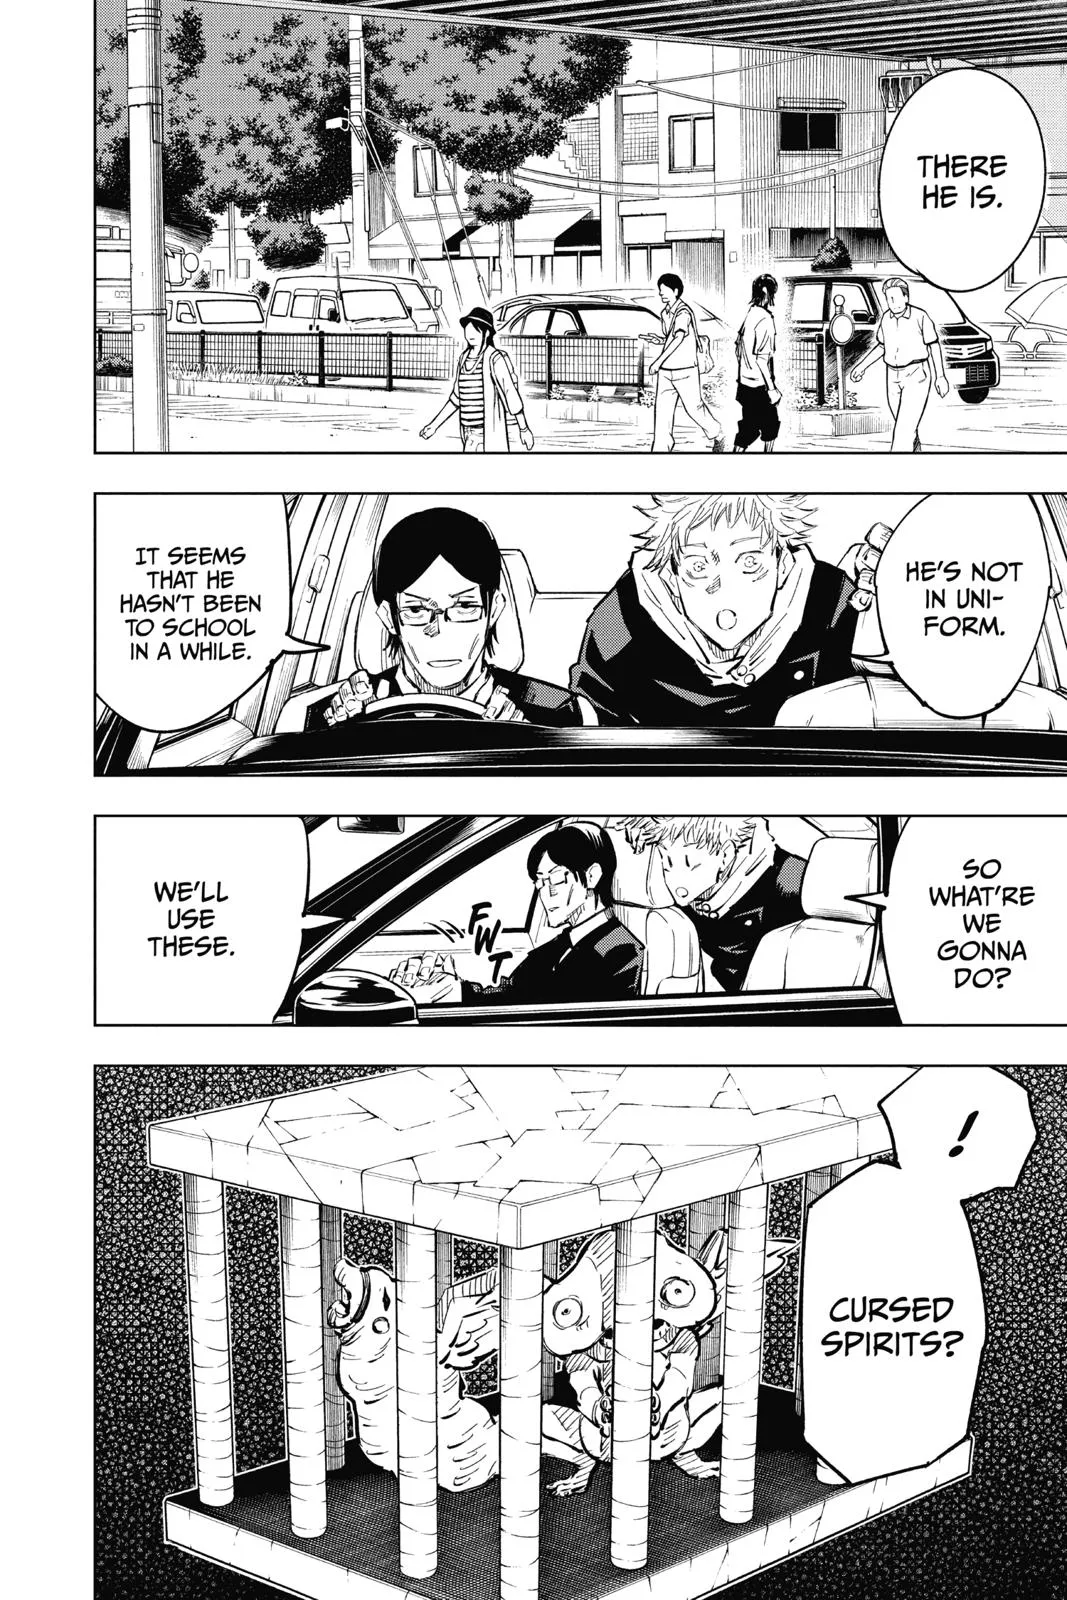 THERE
HE IS.
HE'S NOT
IN UNI-
FORM.
IT SEEMS
THAT HE
HASN'T BEEN
TO SCHOOL
IN A WHILE.
SO
WHAT'RE
WE
GONNA
DO?
FWT
WE'LL
USE
THESE.
!
CURSED
SPIRITS?